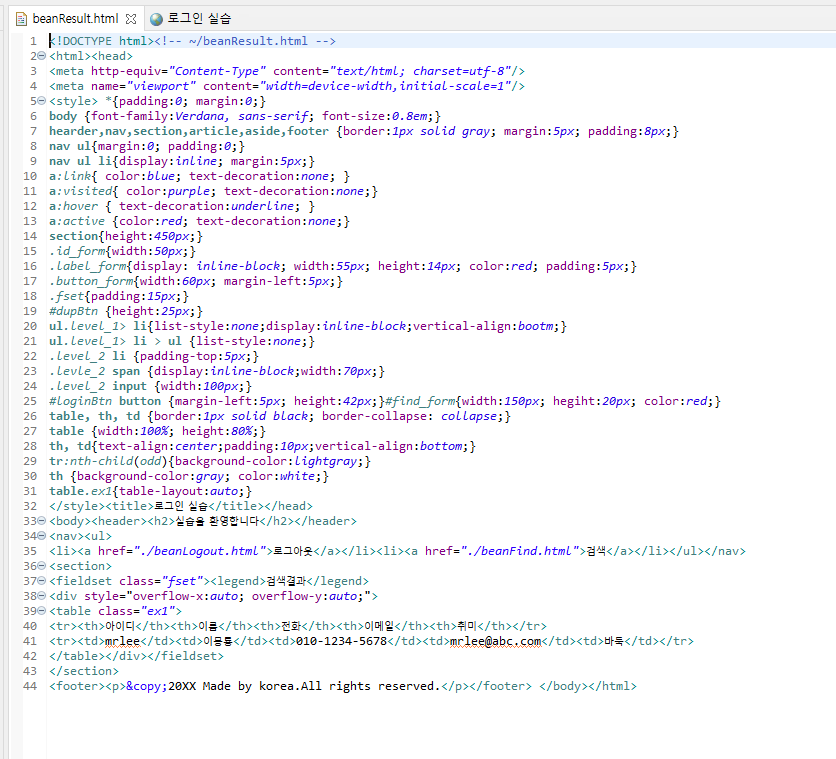 beanResult.html 로그인 실습
1 <!DOCTYPE html><!-- ~/beanResult.html -->
2 <html><head>
3 <meta http-equiv="Content-Type" content="text/html; charset=utf-8"/>
4 <meta name="viewport" content="width=device-width,initial-scale=1"/>
5 <style> *{padding:0; margin:0;}
6 body {font-family:Verdana, sans-serif; font-size:0.8em;}
7 hearder,nav,section,article,aside,footer {border:1px solid gray; margin:5px; padding:8px;}
8 nav ul{margin:0; padding:0;}
9 nav ul li{display:inline; margin:5px;}
10 a:link{ color:blue; text-decoration:none; }
11 a:visited{ color:purple; text-decoration:none;}
12 a:hover { text-decoration:underline; }
13 a:active {color:red; text-decoration:none;}
14 section{height:450px;}
15 .id_form{width:50px;}
16 .label_form{display: inline-block; width:55px; height:14px; color:red; padding:5px;}
17 .button_form{width:60px; margin-left:5px;}
18 .fset{padding:15px;}
19 #dupBtn {height:25px;}
20 ul.level_1> li{list-style:none;display:inline-block;vertical-align:bootm;}
21 ul.level_1> li > ul {list-style:none;}
22 .level_2 li {padding-top:5px;}
23 .levle_2 span {display:inline-block;width:70px;}
24 .level_2 input {width:100px;}
25 #loginBtn button {margin-left:5px; height:42px;}#find_form{width:150px; hegiht:20px; color:red;}
26 table, th, td {border:1px solid black; border-collapse: collapse;}
27 table {width:100%; height:80%;}
28 th, td{text-align:center;padding:10px;vertical-align:bottom;}
29 tr:nth-child(odd){background-color:lightgray;}
30 th {background-color:gray; color:white;}
31 table.ex1{table-layout:auto;}
32 </style><title>로그인 실습</title></head>
33 <body><header><h2>실습을 환영합니다</h2></header>
34 <nav><ul>
35 <li><a href="./beanLogout.html">로그아웃</a></li><li><a href="./beanFind.html">검색</a></li></ul></nav>
36 <section>
37 <fieldset class="fset"><legend>검색결과</legend>
38 <div style="overflow-x:auto; overflow-y:auto;">
39 <table class="ex1">
40 <tr><th>아이디</th><th>이름</th><th>전화</th><th>이메일</th><th>취미</th></tr>
41 <tr><td>mrlee</td><td>이몽룡</td><td>010-1234-5678</td><td>mrlee@abc.com</td><td>바둑</td></tr>
42 </table></div></fieldset>
43 </section>
44 <footer><p>&copy;20XX Made by korea.All rights reserved.</p></footer> </body></html>